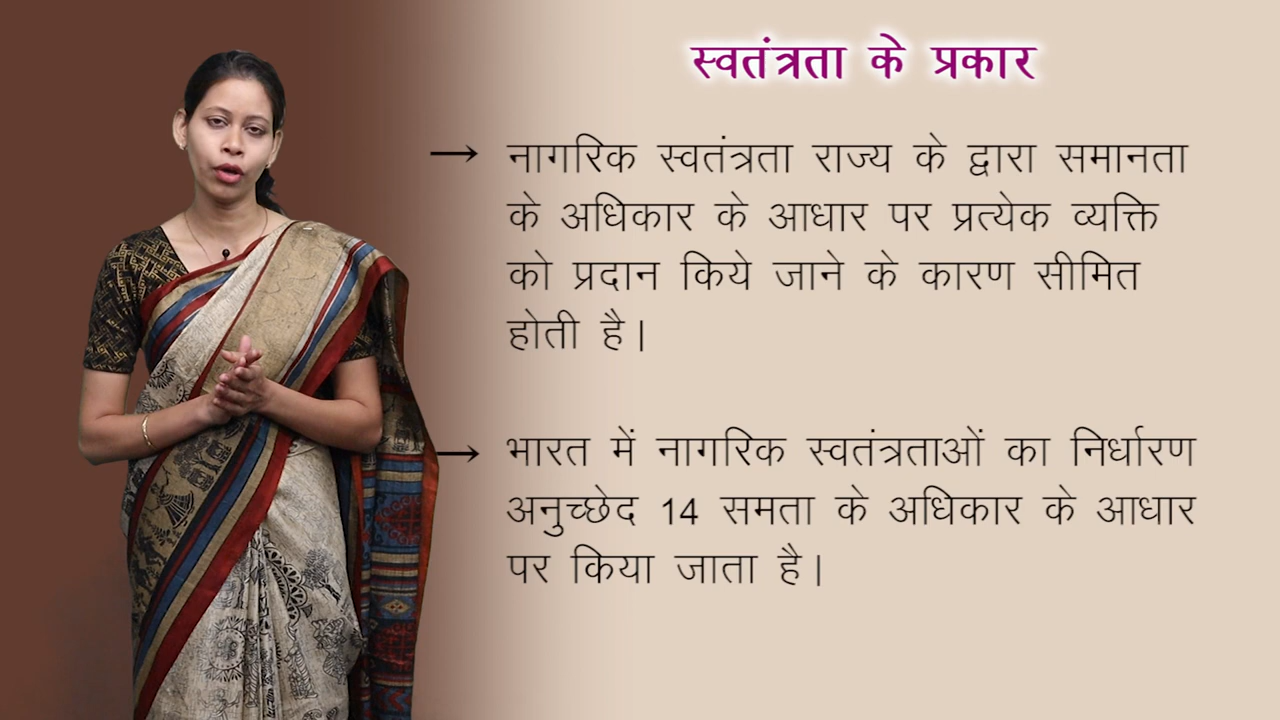 स्वतंत्रता के प्रकार
→ नागरिक स्वतंत्रता राज्य के द्वारा समानता
के अधिकार के आधार पर प्रत्येक व्यक्ति
को प्रदान किये जाने के कारण सीमित
होती है।
→ भारत में नागरिक स्वतंत्रताओं का निर्धारण
अनुच्छेद 14 समता के अधिकार के आधार
पर किया जाता है।